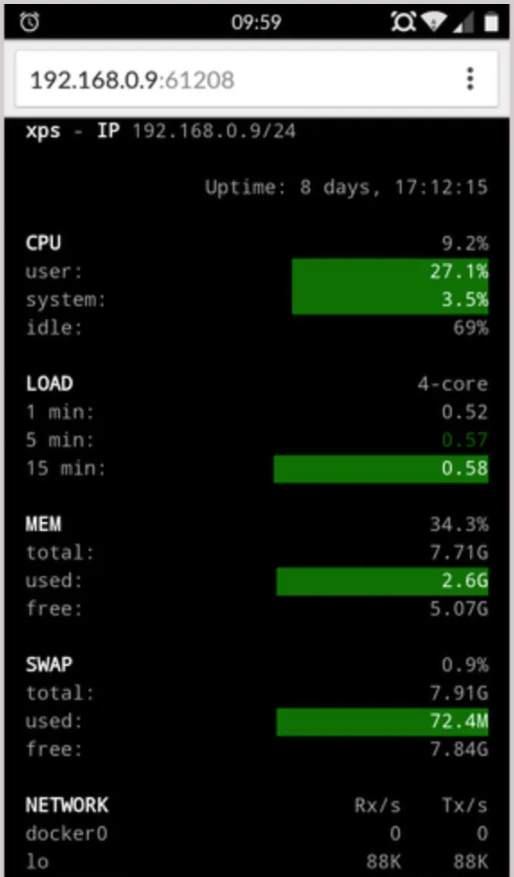 09:59
192.168.0.9:61208
xps - IP 192.168.0.9/24
Uptime: 8 days, 17:12:15
CPU 9.2%
user: 27.1%
system: 3.5%
idle: 69%
LOAD 4-core
1 min: 0.52
5 min: 0.57
15 min: 0.58
MEM 34.3%
total: 7.71G
used: 2.6G
free: 5.07G
SWAP 0.9%
total: 7.91G
used: 72.4M
free: 7.84G
NETWORK Rx/s Tx/s
docker0 0 0
lo 88K 88K